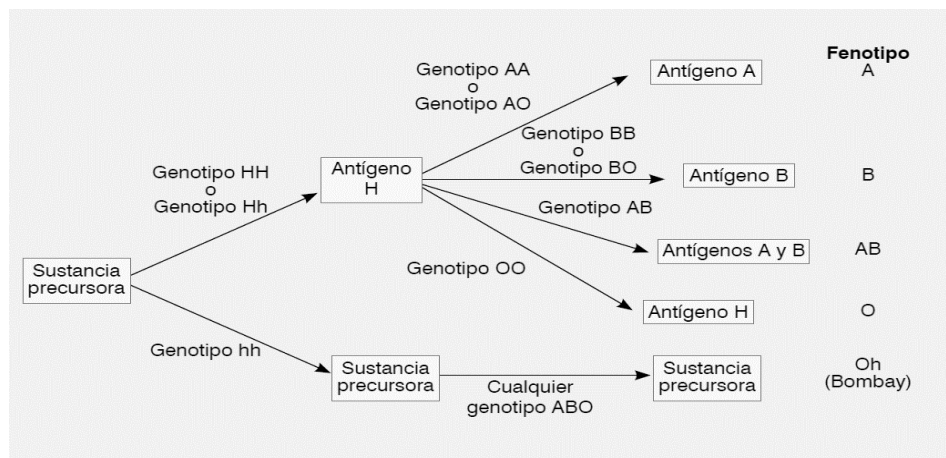 Fenotipo
Genotipo AA
o
Genotipo AO
Antígeno A
A
Genotipo BB
o
Genotipo BO
Antígeno B
B
Genotipo HH
o
Genotipo Hh
Antígeno
H
Genotipo AB
Antígenos A y B
AB
Sustancia
precursora
Genotipo OO
Antígeno H
O
Genotipo hh
Sustancia
precursora
Cualquier
genotipo ABO
Sustancia
precursora
Oh
(Bombay)